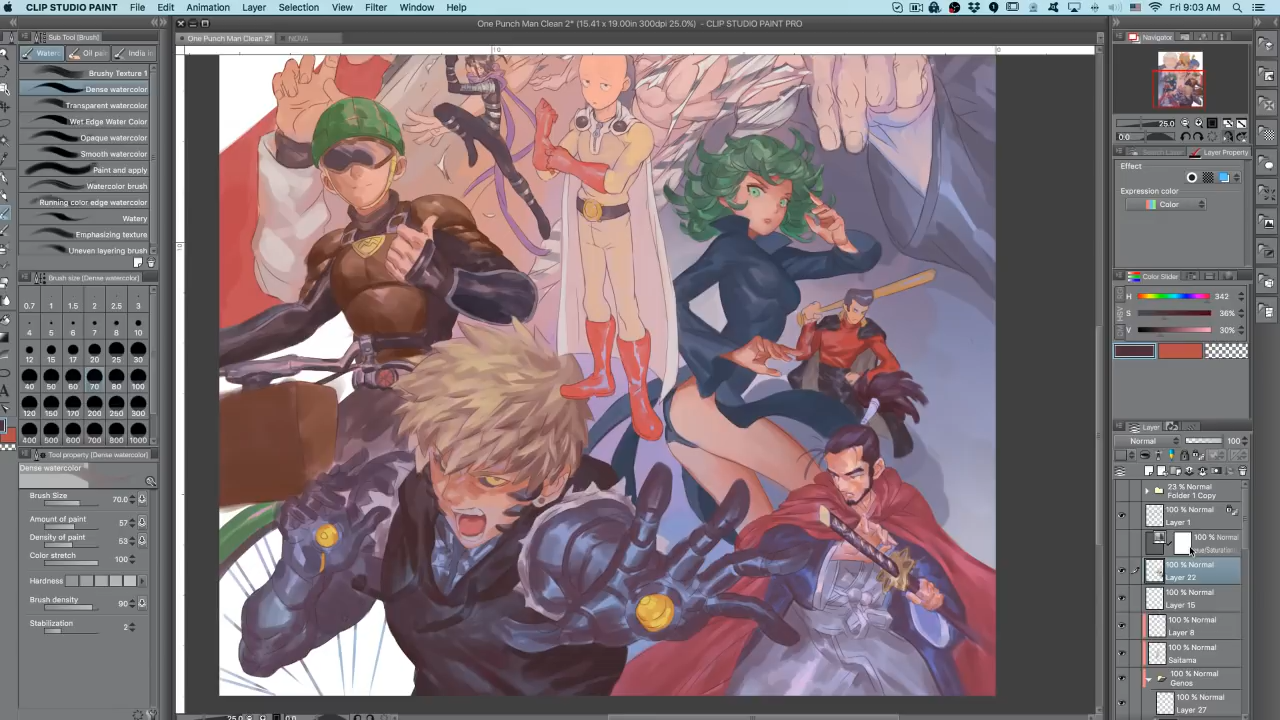 CLIP STUDIO PAINT File Edit Animation Layer Selection View Filter Window Help
Fri 9:03 AM
One Punch Man Clean 2* (15.41 x 19.00in 300dpi 25.0%) - CLIP STUDIO PAINT PRO
One Punch Man Clean 2* NDVA
Sub Tool [Brush]
Water Oil pai India in
Brushy Texture 1
Dense watercolor
Transparent watercolor
Wet Edge Water Color
Opaque watercolor
Smooth watercolor
Paint and apply
Watercolor brush
Running color edge watercolor
Watery
Emphasizing texture
Uneven layering brush
Brush size [Dense watercolor]
0.7 1 1.5 2 2.5 3
4 5 6 7 8 10
12 15 17 20 25 30
40 50 60 70 80 100
120 150 170 200 250 300
400 500 600 700 800 1000
Tool property [Dense watercolor]
Dense watercolor
Brush Size 70.0
Amount of paint 57
Density of paint 53
Color stretch 100
Hardness
Brush density 90
Stabilization 2
Navigator
25.0
0.0
Search Layer Layer Property
Effect
Expression color
Color
Color Slider
H 342
S 36%
V 30%
Layer
Normal 100
23 % Normal
Folder 1 Copy
100 % Normal
Layer 1
100 % Normal
100 % Normal
Layer 22
100 % Normal
Layer 15
100 % Normal
Layer 8
100 % Normal
Saitama
100 % Normal
Genos
100 % Normal
Layer 27
25.0 0.0